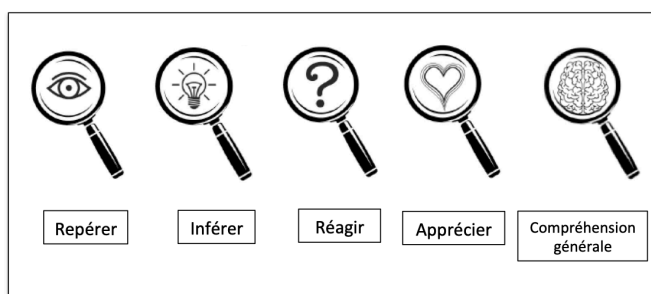 Repérer
Inférer
Réagir
Apprécier
Compréhension
générale